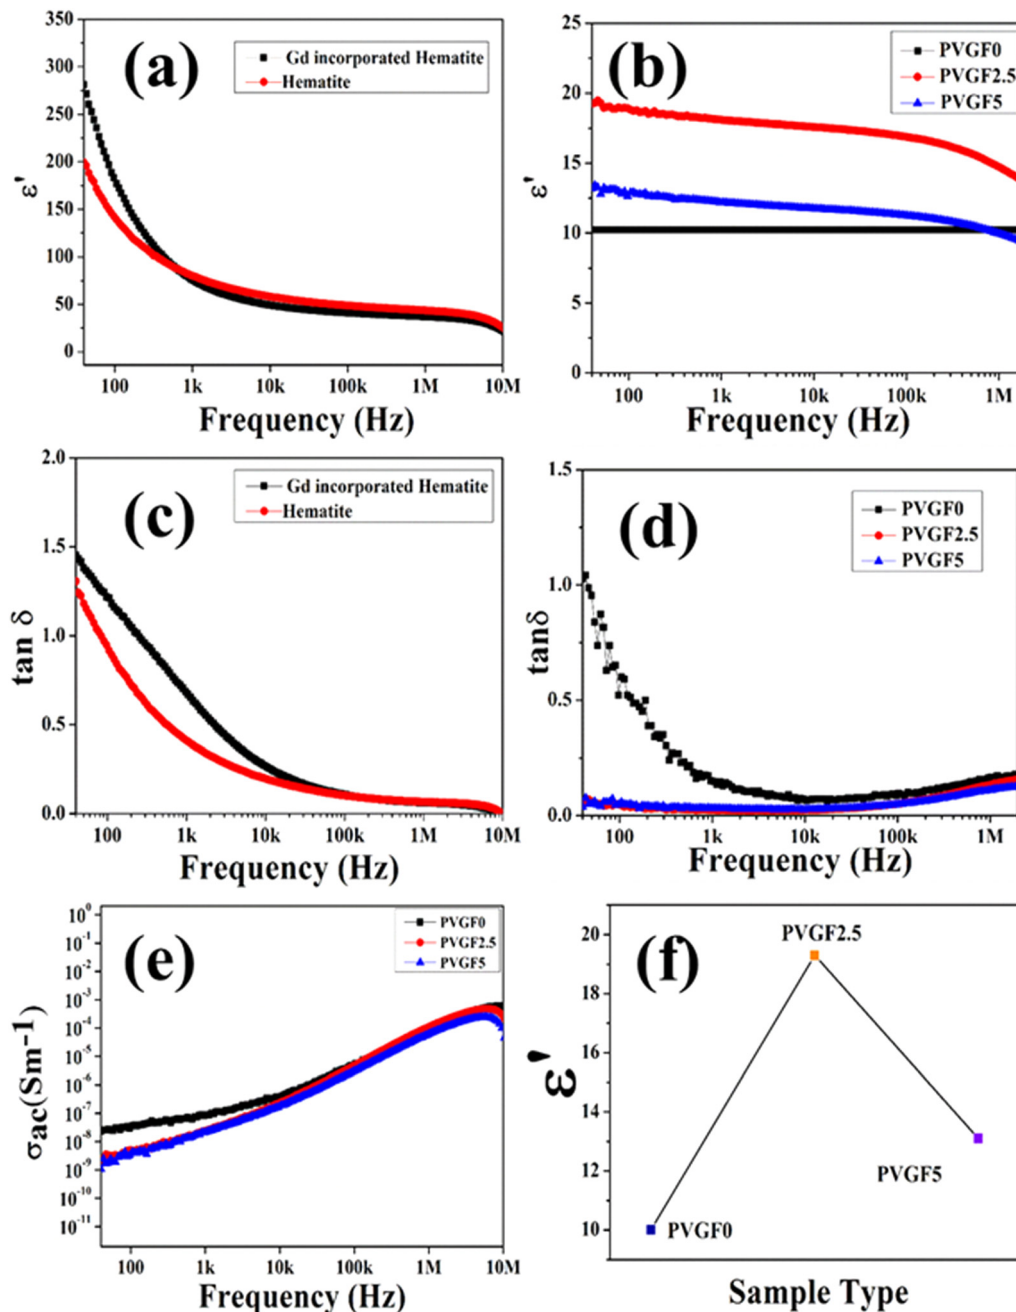 350
300
250
200
150
100
50
0
ε'
(a)
Gd incorporated Hematite
Hematite
100 1k 10k 100k 1M 10M
Frequency (Hz)
25
20
15
10
5
0
ε'
(b)
PVGF0
PVGF2.5
PVGF5
100 1k 10k 100k 1M
Frequency (Hz)
2.0
1.5
1.0
0.5
0.0
tan δ
(c)
Gd incorporated Hematite
Hematite
100 1k 10k 100k 1M 10M
Frequency (Hz)
1.5
1.0
0.5
0.0
tanδ
(d)
PVGF0
PVGF2.5
PVGF5
100 1k 10k 100k 1M
Frequency (Hz)
10⁰
10⁻¹
10⁻²
10⁻³
10⁻⁴
10⁻⁵
10⁻⁶
10⁻⁷
10⁻⁸
10⁻⁹
10⁻¹⁰
10⁻¹¹
σac(Sm⁻¹)
(e)
PVGF0
PVGF2.5
PVGF5
100 1k 10k 100k 1M 10M
Frequency (Hz)
20
18
16
14
12
10
ε'
(f)
PVGF2.5
PVGF5
PVGF0
Sample Type